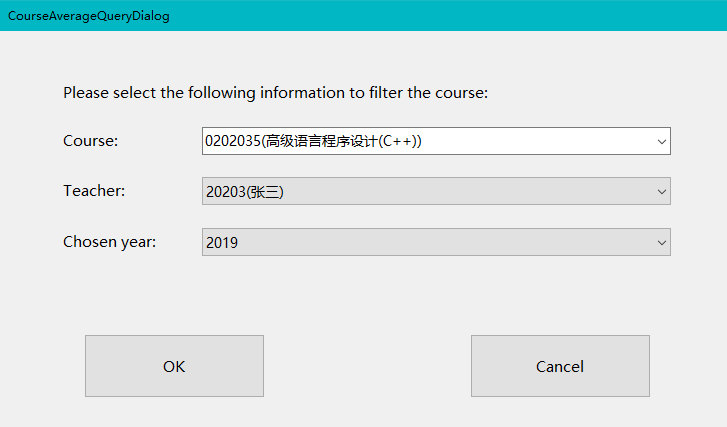 CourseAverageQueryDialog
Please select the following information to filter the course:
Course: 0202035(高级语言程序设计(C++))
Teacher: 20203(张三)
Chosen year: 2019
OK Cancel